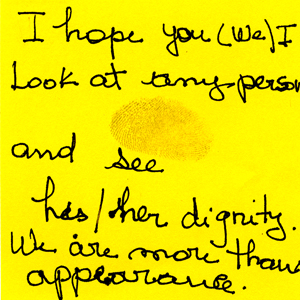 I hope you (We) I
Look at any person
and see
his/her dignity.
We are more than
appearance.